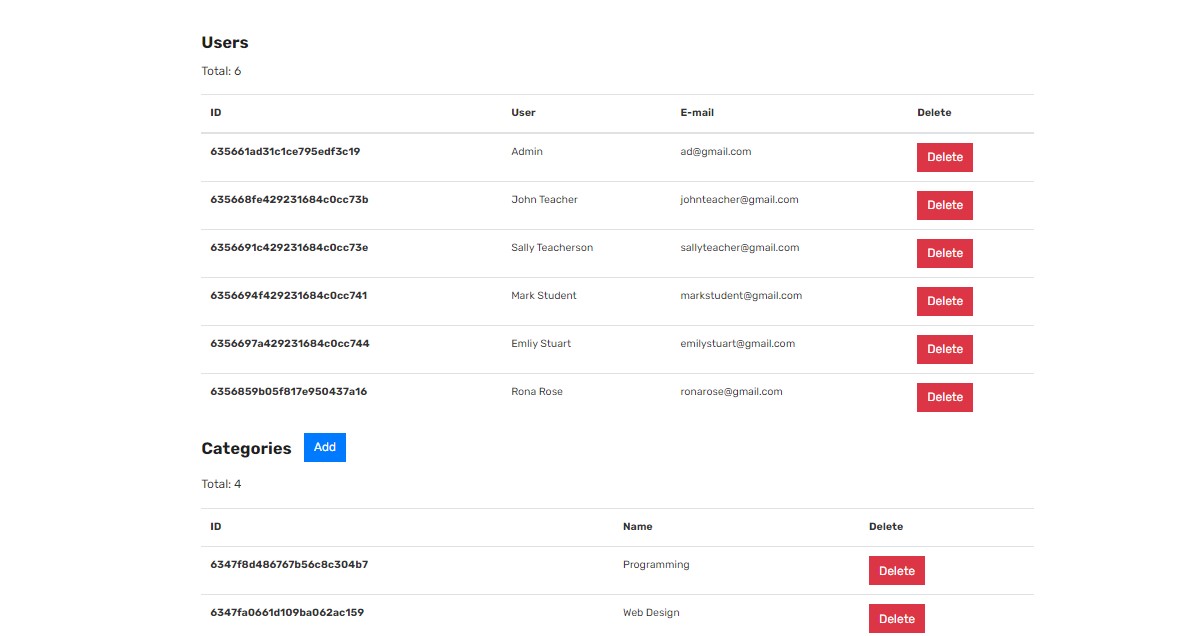 Users
Total: 6
ID User E-mail Delete
635661ad31c1ce795edf3c19 Admin ad@gmail.com Delete
635668fe429231684c0cc73b John Teacher johnteacher@gmail.com Delete
6356691c429231684c0cc73e Sally Teacherson sallyteacher@gmail.com Delete
6356694f429231684c0cc741 Mark Student markstudent@gmail.com Delete
6356697a429231684c0cc744 Emliy Stuart emilystuart@gmail.com Delete
6356859b05f817e950437a16 Rona Rose ronarose@gmail.com Delete
Categories Add
Total: 4
ID Name Delete
6347f8d486767b56c8c304b7 Programming Delete
6347fa0661d109ba062ac159 Web Design Delete